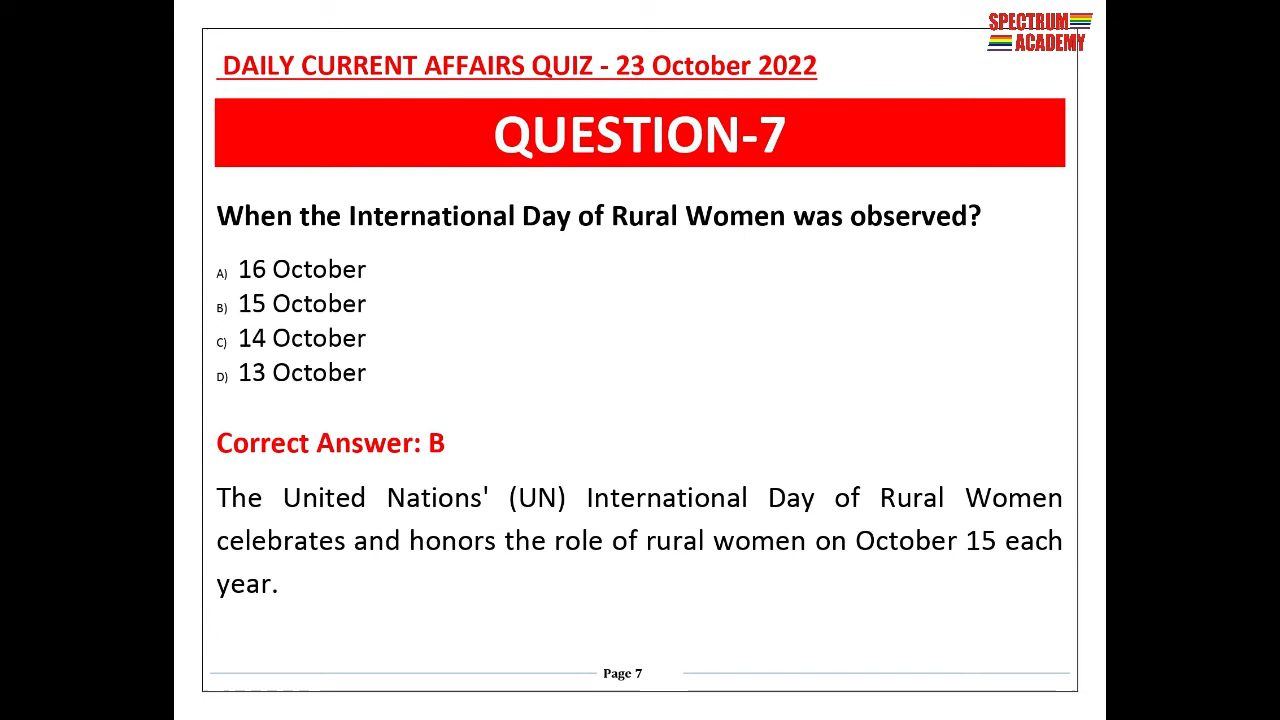 SPECTRUM
ACADEMY
DAILY CURRENT AFFAIRS QUIZ - 23 October 2022
QUESTION-7
When the International Day of Rural Women was observed?
A) 16 October
B) 15 October
C) 14 October
D) 13 October
Correct Answer: B
The United Nations' (UN) International Day of Rural Women
celebrates and honors the role of rural women on October 15 each
year.
Page 7